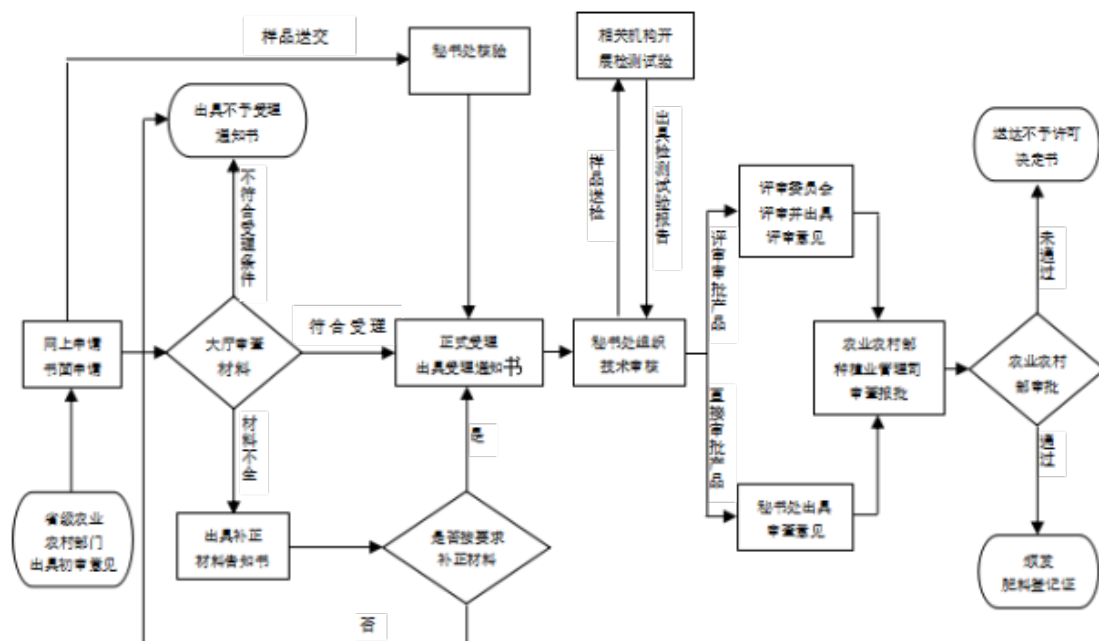 样品送交
秘书处核验
相关机构开
展检测试验
出具不予受理
通知书
送达不予许可
决定书
不符合受理条件
样品送检
出具检测试验报告
评审委员会
评审并出具
评审意见
评审审批产品
未通过
网上申请
书面申请
大厅审查
材料
符合受理
正式受理
出具受理通知书
秘书处组织
技术审核
农业农村部
种植业管理司
审查报批
农业农村
部审批
材料不全
是
直接审批产品
通过
省级农业
农村部门
出具初审意见
出具补正
材料告知书
是否按要求
补正材料
秘书处出具
审查意见
颁发
肥料登记证
否